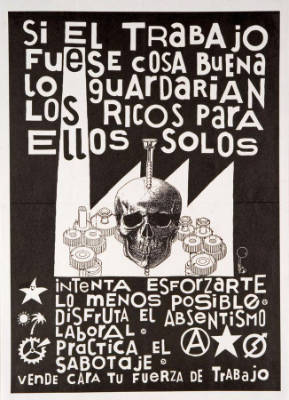 Si EL TRABAJO
FUESE COSA BUENA
LO GUARDARIAN
LOS RICOS PARA
ELLOS SOLOS
INTENTA ESFORZARTE
LO MENOS POSIBLE.
DISFRUTA EL ABSENTISMO
LABORAL.
PRACTICA EL
SABOTAJE.
VENDE CARA TU FUERZA DE TRABAJO